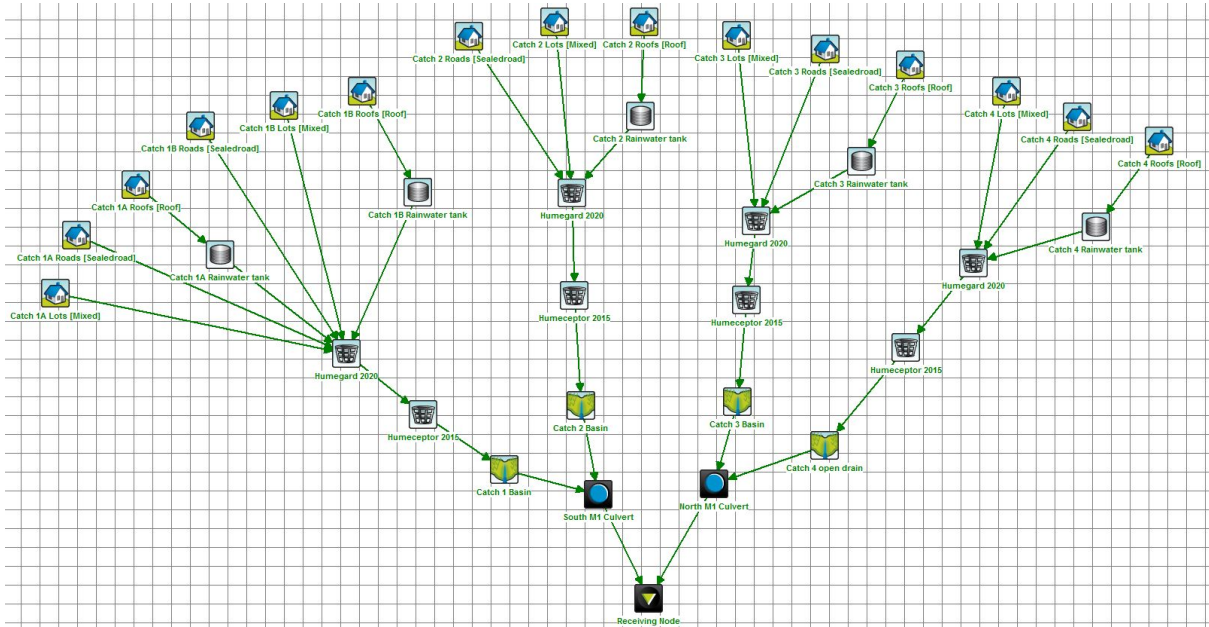 Catch 2 Lots [Mixed]
Catch 2 Roofs [Roof]
Catch 2 Roads [Sealedroad]
Catch 3 Lots [Mixed]
Catch 3 Roads [Sealedroad]
Catch 3 Roofs [Roof]
Catch 1B Roofs [Roof]
Catch 4 Lots [Mixed]
Catch 1B Lots [Mixed]
Catch 2 Rainwater tank
Catch 4 Roads [Sealedroad]
Catch 1B Roads [Sealedroad]
Catch 4 Roofs [Roof]
Catch 3 Rainwater tank
Catch 1A Roofs [Roof]
Catch 1B Rainwater tank
Humegard 2020
Humegard 2020
Catch 4 Rainwater tank
Catch 1A Roads [Sealedroad]
Catch 1A Rainwater tank
Humegard 2020
Catch 1A Lots [Mixed]
Humeceptor 2015
Humeceptor 2015
Humegard 2020
Humeceptor 2015
Catch 2 Basin
Catch 3 Basin
Humeceptor 2015
Catch 4 open drain
Catch 1 Basin
North M1 Culvert
South M1 Culvert
Receiving Node